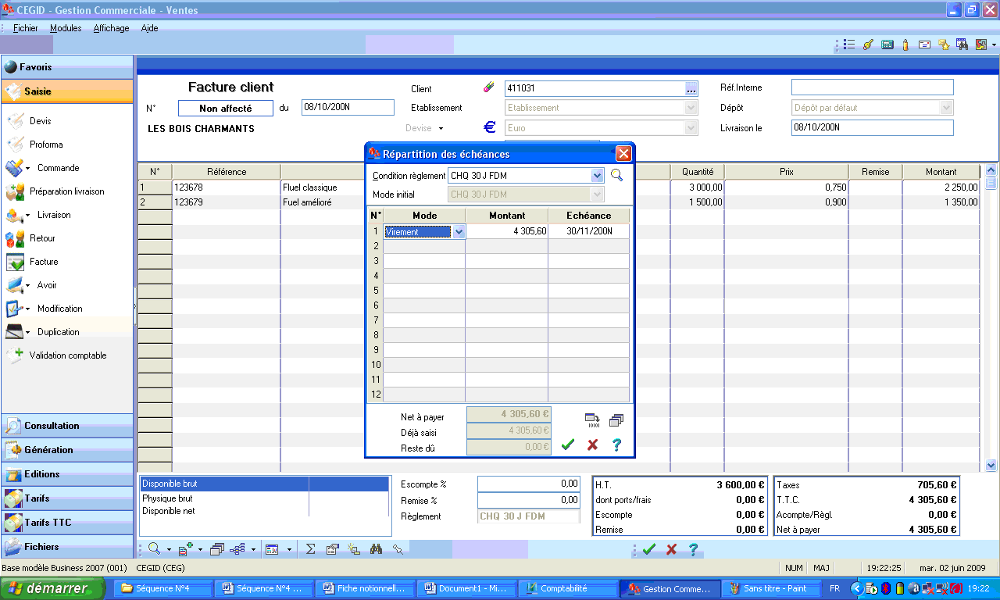 CEGID - Gestion Commerciale - Ventes
Fichier Modules Affichage Aide
Favoris
Saisie
Devis
Proforma
Commande
Préparation livraison
Livraison
Retour
Facture
Avoir
Modification
Duplication
Validation comptable
Consultation
Génération
Editions
Tarifs
Tarifs TTC
Fichiers
Facture client
N° Non affecté du 08/10/200N
LES BOIS CHARMANTS
Client 411031
Etablissement Etablissement
Devise € Euro
Réf.Interne
Dépôt Dépôt par défaut
Livraison le 08/10/200N
N° Référence Quantité Prix Remise Montant
1 123678 Fluel classique 3 000,00 0,750 2 250,00
2 123679 Fuel amélioré 1 500,00 0,900 1 350,00
Répartition des échéances
Condition règlement CHQ 30 J FDM
Mode initial CHQ 30 J FDM
N° Mode Montant Echéance
1 Virement 4 305,60 30/11/200N
2
3
4
5
6
7
8
9
10
11
12
Net à payer 4 305,60 €
Déjà saisi 4 305,60 €
Reste dû 0,00 €
Disponible brut
Physique brut
Disponible net
Escompte % 0,00
Remise % 0,00
Règlement CHQ 30 J FDM
H.T. 3 600,00 €
dont ports/frais 0,00 €
Escompte 0,00 €
Remise 0,00 €
Taxes 705,60 €
T.T.C. 4 305,60 €
Acompte/Règl. 0,00 €
Net à payer 4 305,60 €
Base modèle Business 2007 (001) CEGID (CEG) NUM MAJ 19:22:25 mar. 02 juin 2009
démarrer Séquence N°4 Séquence N°4 ... Fiche notionnel... Document1 - Mi... Comptabilité Gestion Comme... Sans titre - Paint FR 19:22